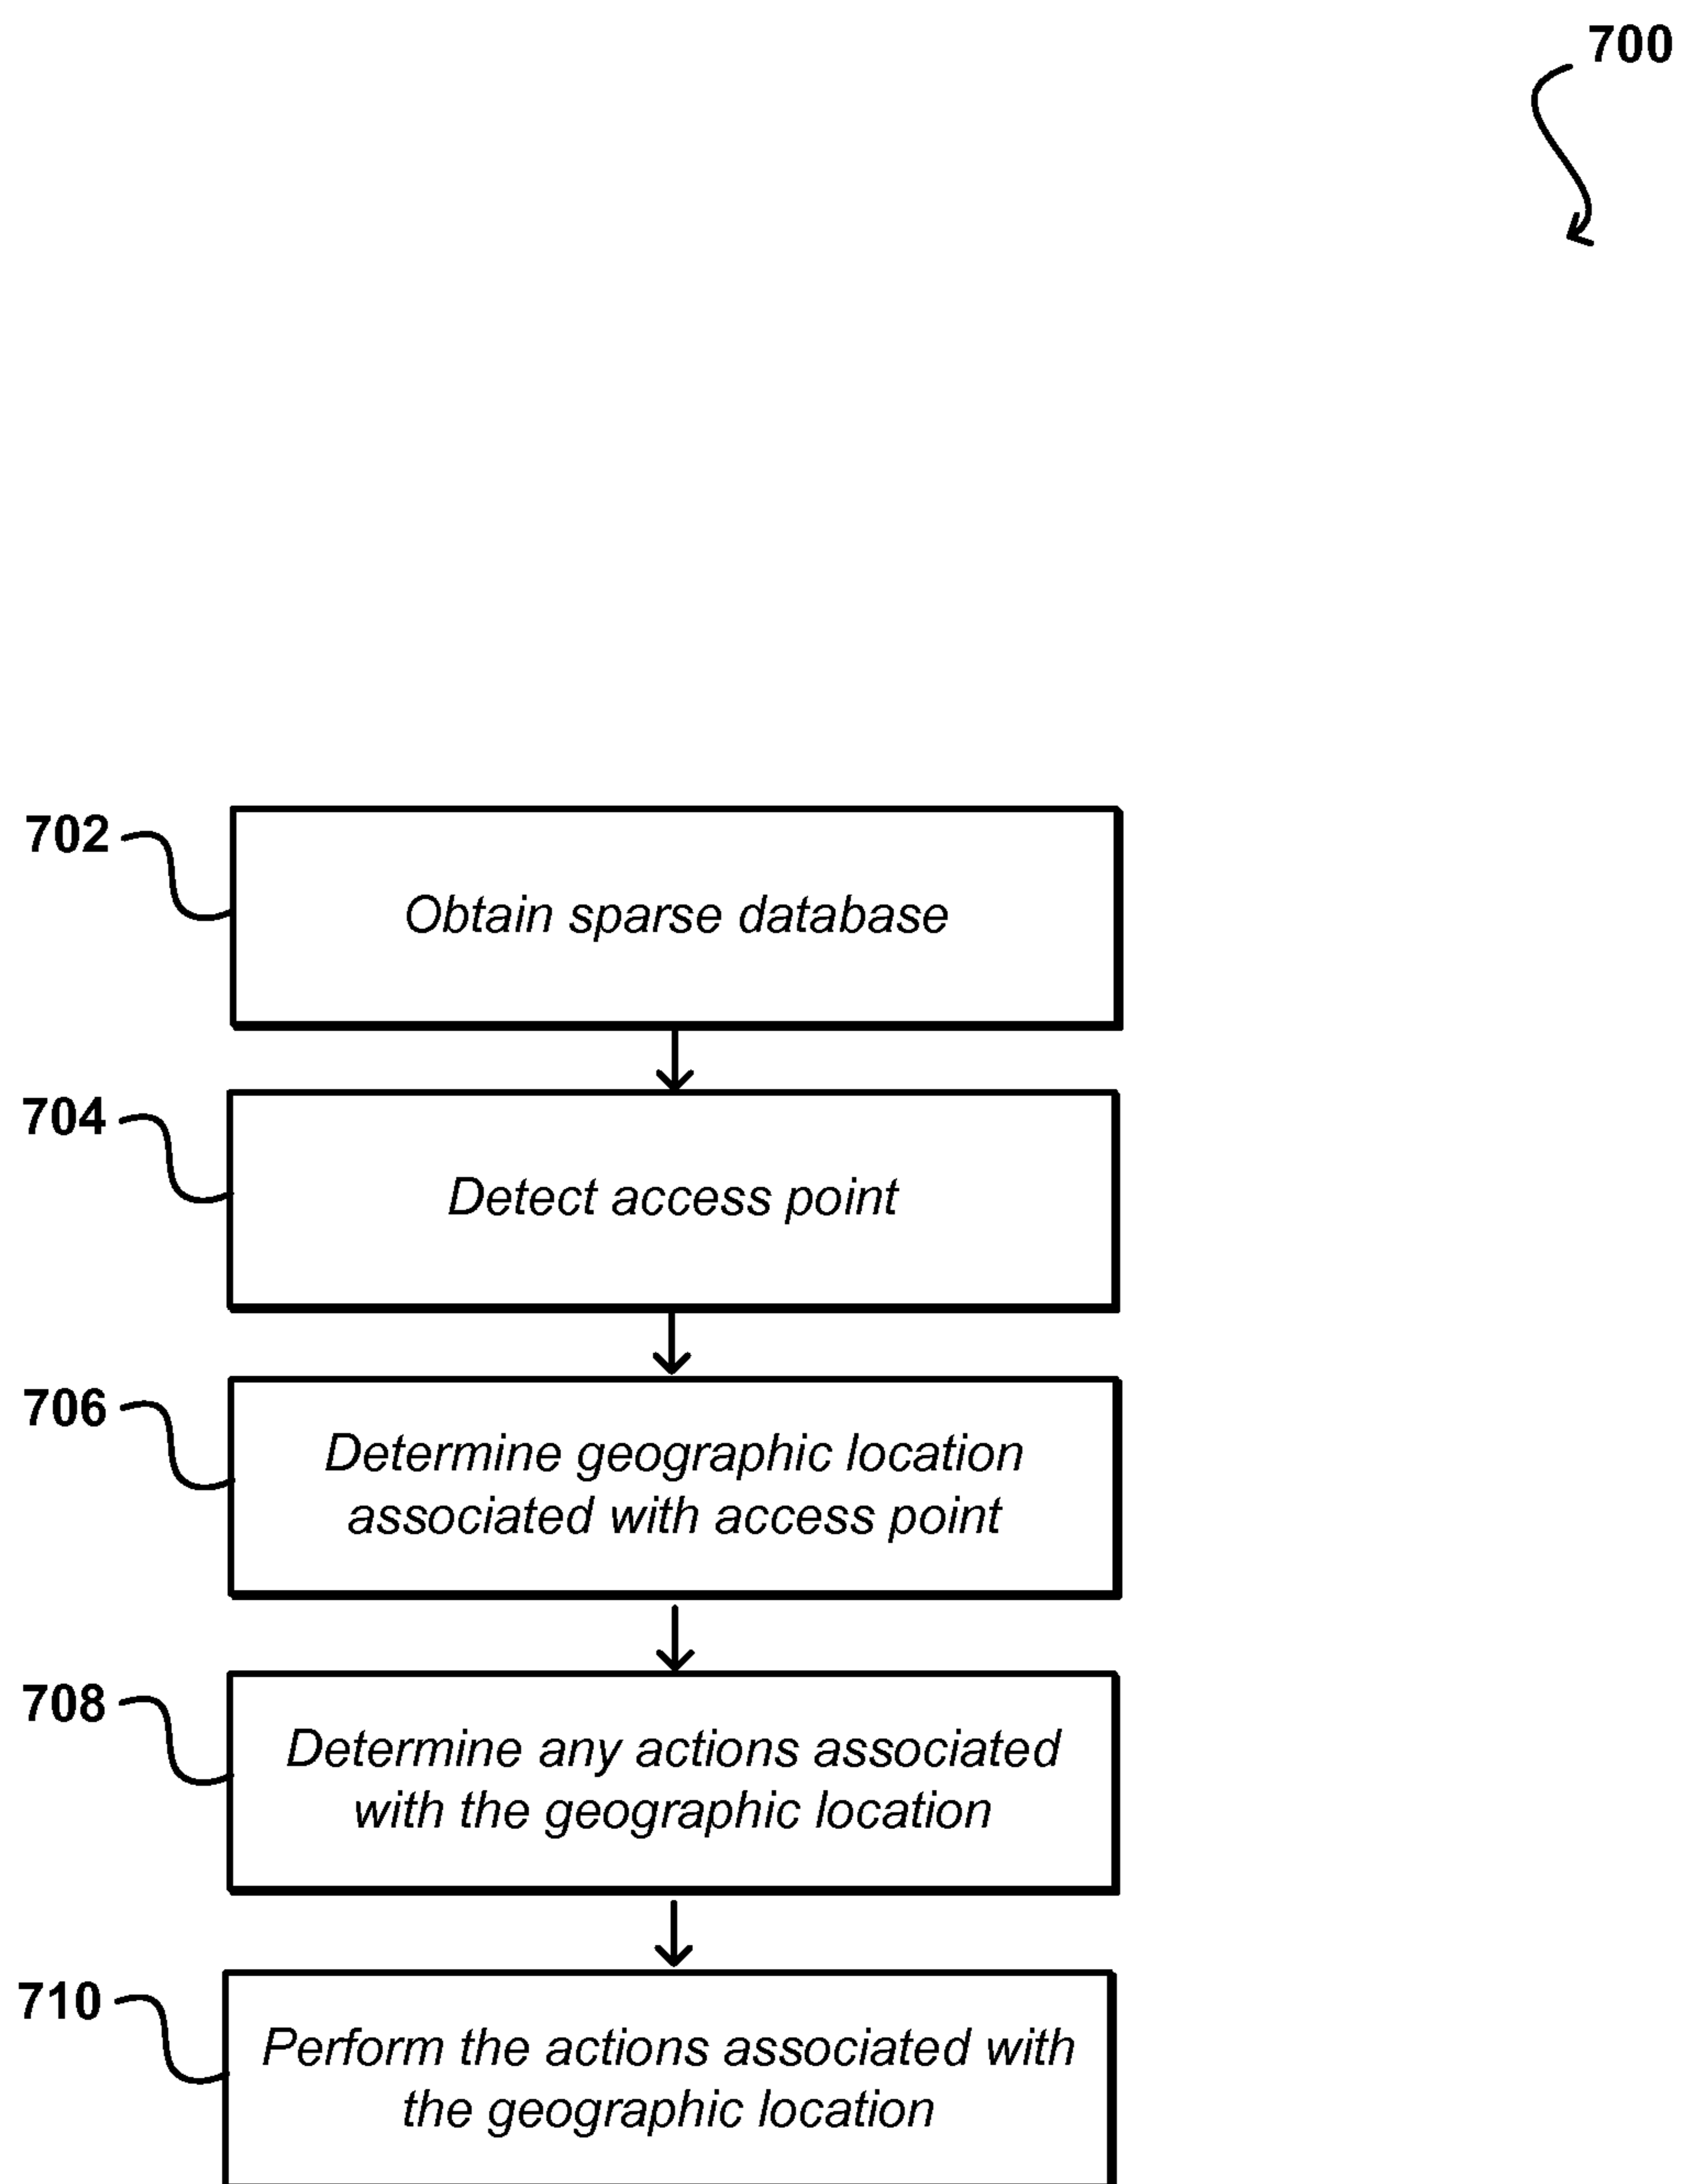 700
702
Obtain sparse database
704
Detect access point
706
Determine geographic location
associated with access point
708
Determine any actions associated
with the geographic location
710
Perform the actions associated with
the geographic location